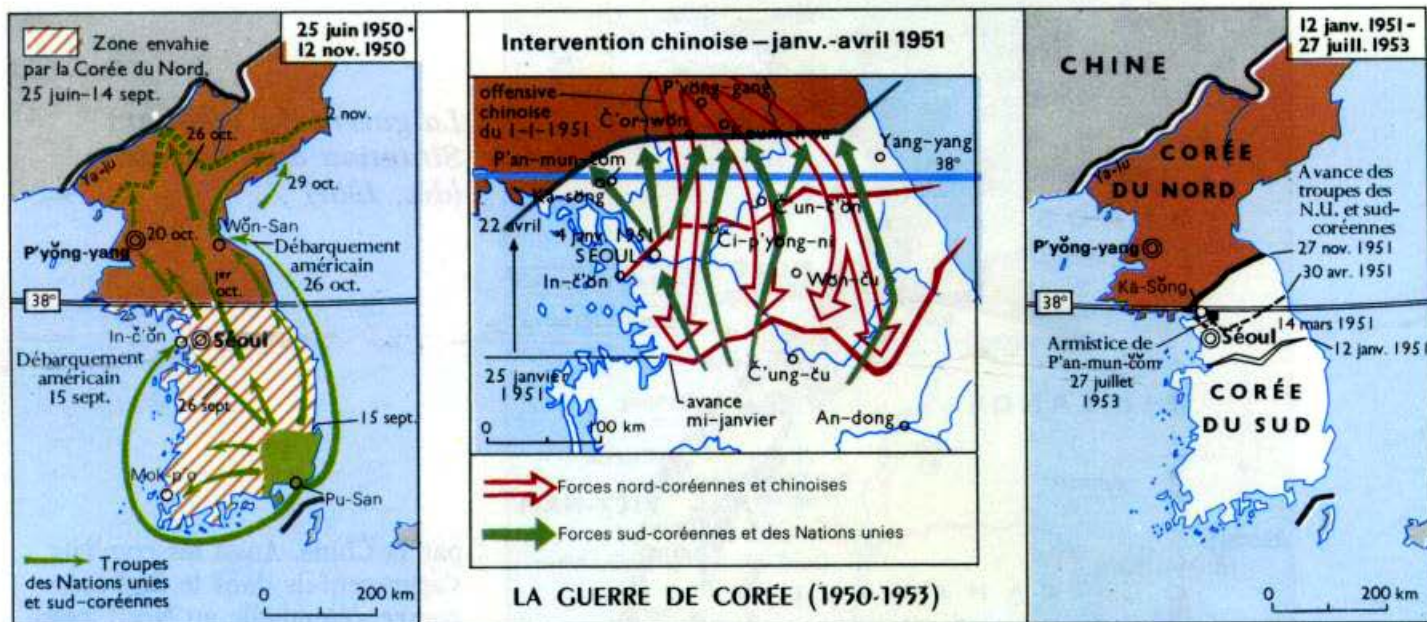 25 juin 1950 -
12 nov. 1950
Zone envahie
par la Corée du Nord,
25 juin–14 sept.
2 nov.
26 oct.
Ya-lu
29 oct.
Wŏn-San
20 oct.
P'yŏng-yang
Débarquement
américain
26 oct.
1er
oct.
38°
In-č'ŏn
Séoul
Débarquement
américain
15 sept.
26 sept.
15 sept.
Mok-p'o
Pu-San
Troupes
des Nations unies
et sud-coréennes
0 200 km
Intervention chinoise – janv.-avril 1951
offensive
chinoise
du 1-1-1951
P'yŏng-gang
Č'or-wŏn
P'an-mun-čŏm
Yang-yang
38°
Kä-sŏng
22 avril
4 janv. 1951
Č'un-č'ŏn
SÉOUL
Či-p'yŏng-ni
In-č'ŏn
Wŏn-ču
25 janvier
1951
Č'ung-ču
avance
mi-janvier
An-dong
0 100 km
Forces nord-coréennes et chinoises
Forces sud-coréennes et des Nations unies
LA GUERRE DE CORÉE (1950-1953)
12 janv. 1951 -
27 juill. 1953
CHINE
Ya-lu
CORÉE
DU NORD
Avance des
troupes des
N.U. et sud-
coréennes
P'yŏng-yang
27 nov. 1951
Kä-Sŏng
30 avr. 1951
38°
14 mars 1951
Séoul
12 janv. 1951
Armistice de
P'an-mun-čŏm
27 juillet
1953
CORÉE
DU SUD
0 200 km